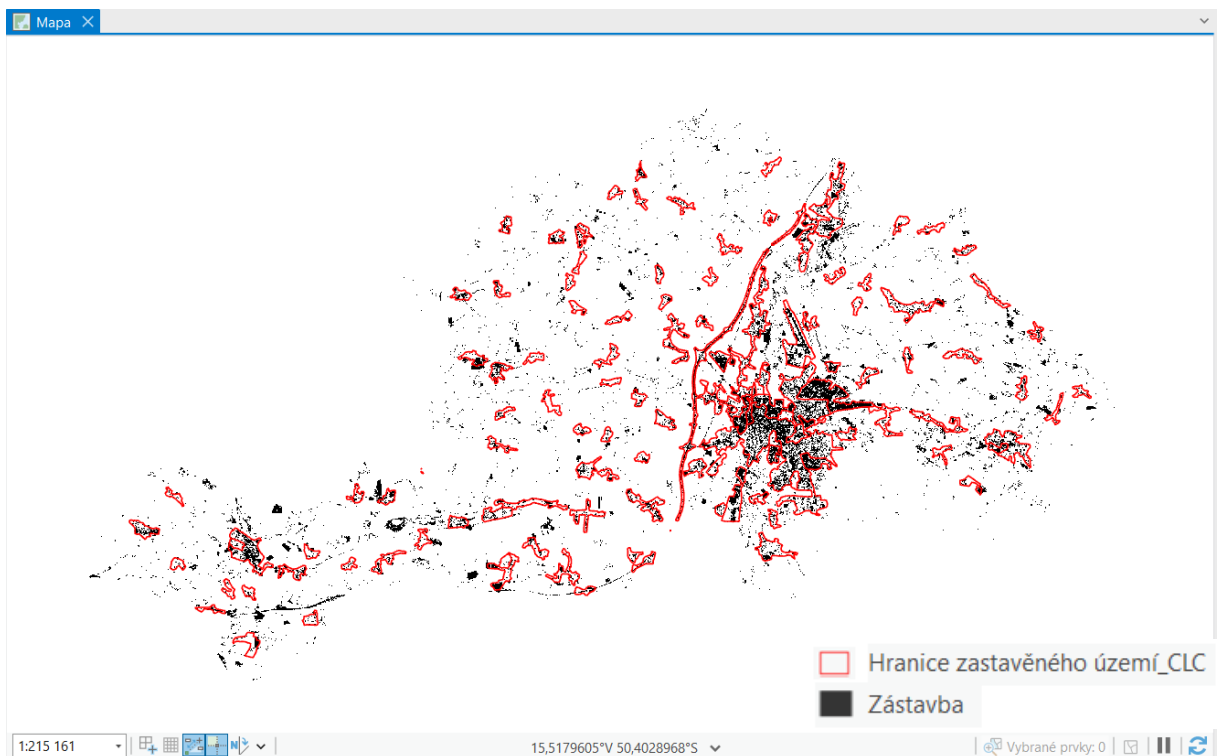 Mapa
Hranice zastavěného území_CLC
Zástavba
1:215 161
N
15,5179605°V 50,4028968°S
Vybrané prvky: 0